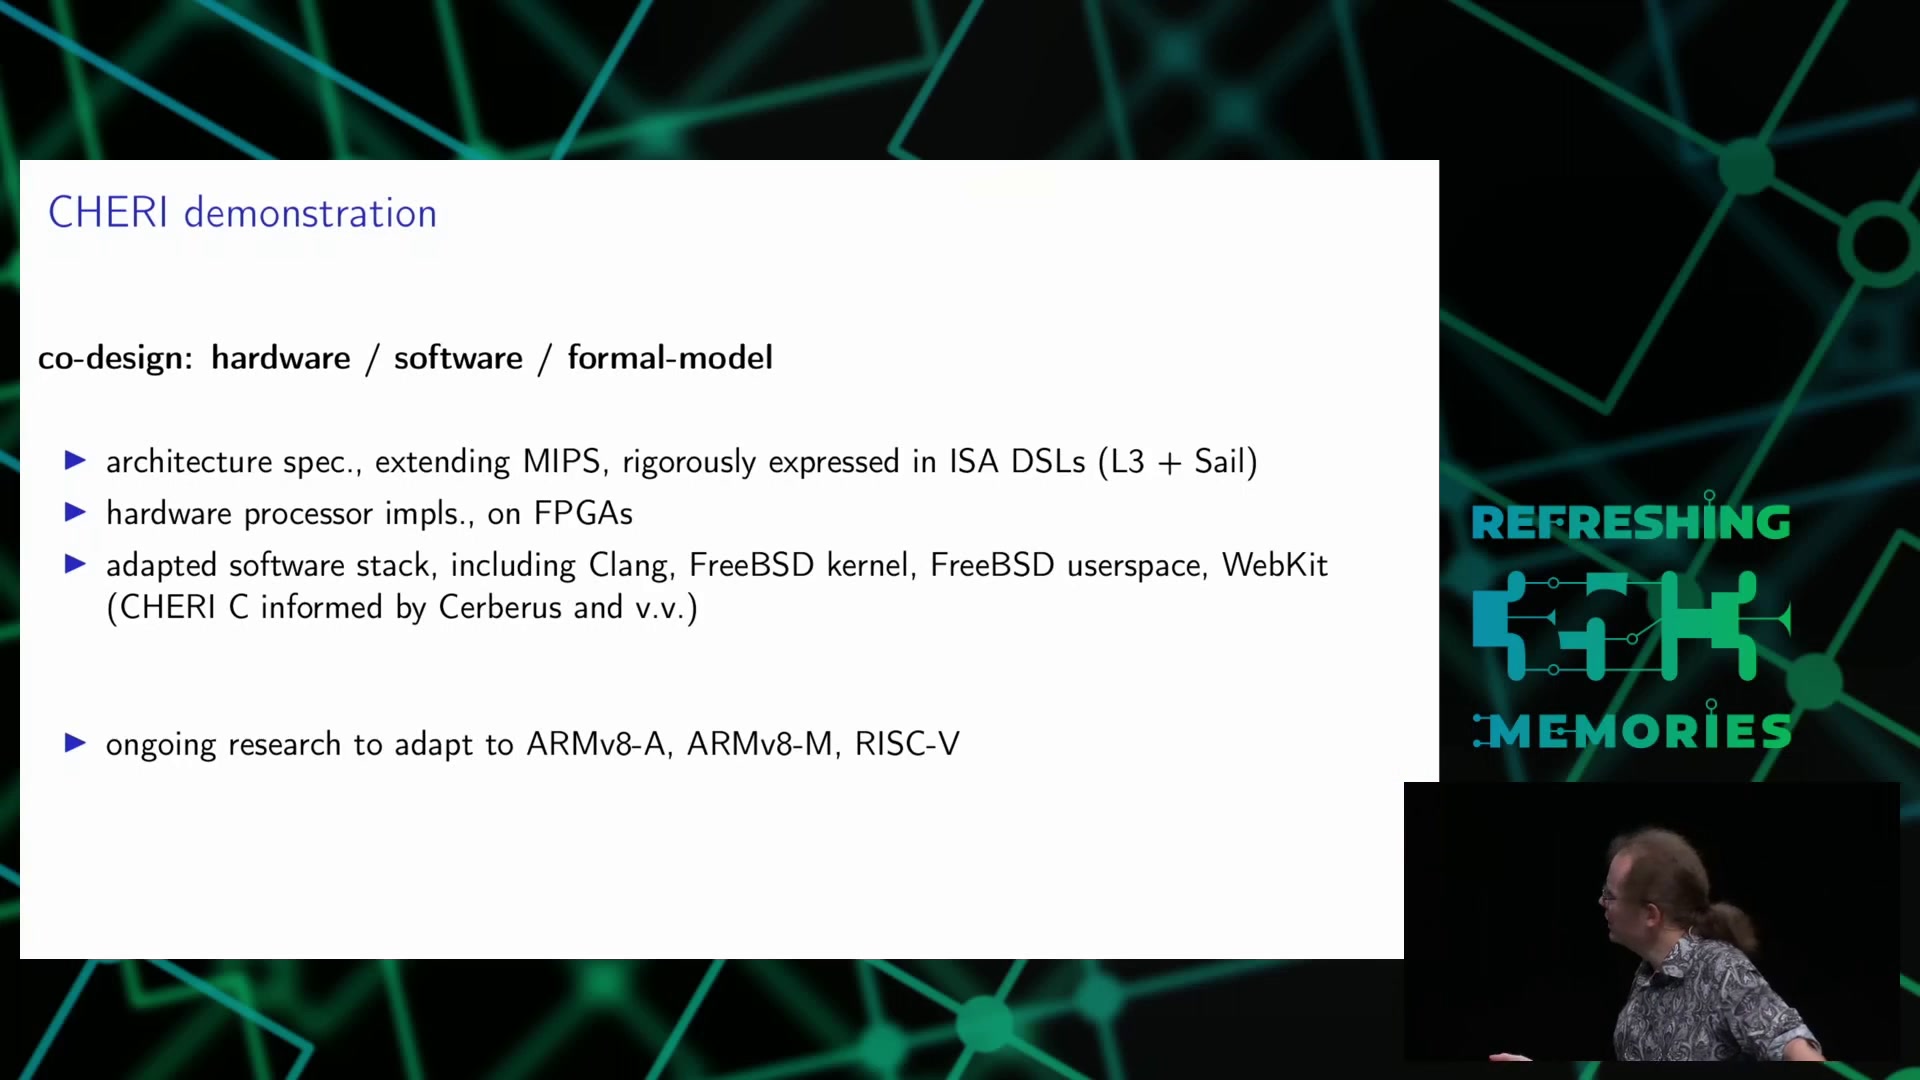 CHERI demonstration
co-design: hardware / software / formal-model
▶ architecture spec., extending MIPS, rigorously expressed in ISA DSLs (L3 + Sail)
▶ hardware processor impls., on FPGAs
▶ adapted software stack, including Clang, FreeBSD kernel, FreeBSD userspace, WebKit
(CHERI C informed by Cerberus and v.v.)
▶ ongoing research to adapt to ARMv8-A, ARMv8-M, RISC-V
REFRESHING
MEMORIES